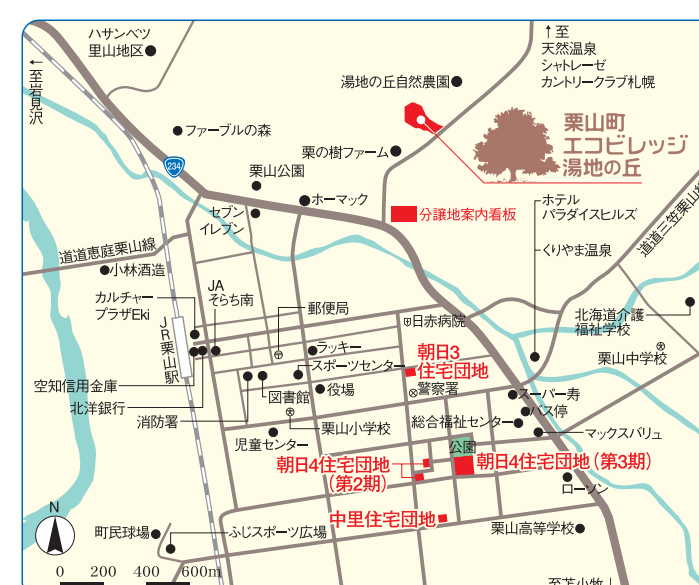 ハサンベツ
里山地区
↑至
天然温泉
シャトレーゼ
カントリークラブ札幌
←至岩見沢
湯地の丘自然農園
栗山町
エコビレッジ
湯地の丘
ファーブルの森
栗の樹ファーム
234
栗山公園
ホーマック
セブン
イレブン
分譲地案内看板
ホテル
パラダイスヒルズ
道道三笠栗山線
くりやま温泉
道道恵庭栗山線
小林酒造
JA
そらち南
カルチャー
プラザEki
郵便局
日赤病院
北海道介護
福祉学校
JR栗山駅
ラッキー
朝日3
住宅団地
栗山中学校
スポーツセンター
空知信用金庫
図書館
役場
警察署
スーパー寿
北洋銀行
バス停
消防署
栗山小学校
総合福祉センター
マックスバリュ
児童センター
公園
朝日4住宅団地
(第2期)
朝日4住宅団地(第3期)
ローソン
中里住宅団地
N
町民球場
ふじスポーツ広場
栗山高等学校
0 200 400 600m
至苫小牧↓